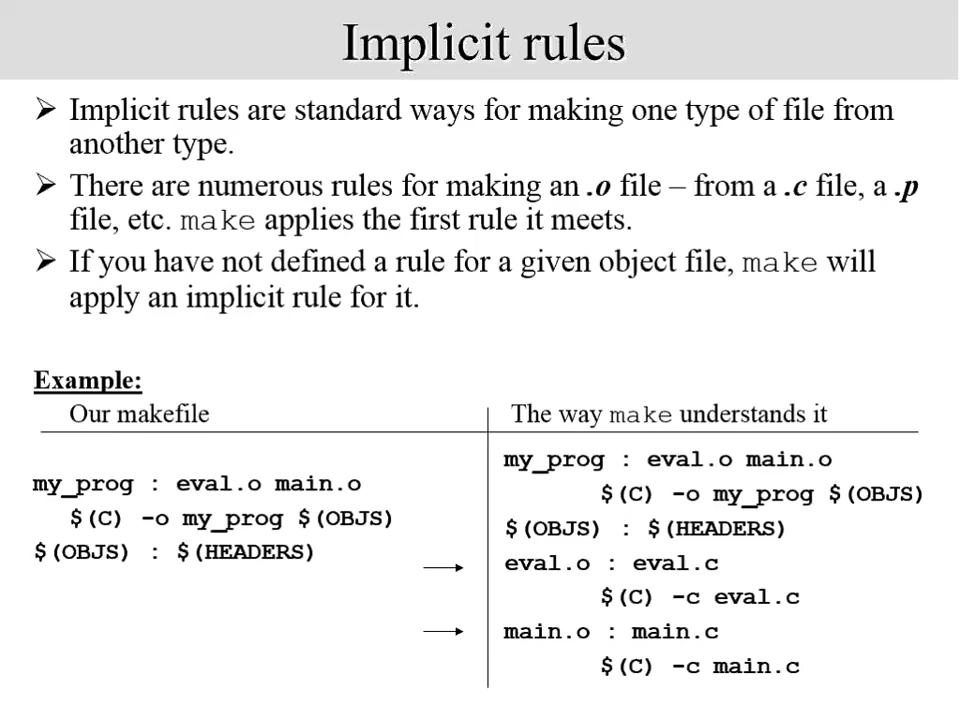 Implicit rules
➢ Implicit rules are standard ways for making one type of file from
another type.
➢ There are numerous rules for making an .o file – from a .c file, a .p
file, etc. make applies the first rule it meets.
➢ If you have not defined a rule for a given object file, make will
apply an implicit rule for it.
Example:
Our makefile
my_prog : eval.o main.o
$(C) -o my_prog $(OBJS)
$(OBJS) : $(HEADERS)
The way make understands it
my_prog : eval.o main.o
$(C) -o my_prog $(OBJS)
$(OBJS) : $(HEADERS)
eval.o : eval.c
$(C) -c eval.c
main.o : main.c
$(C) -c main.c